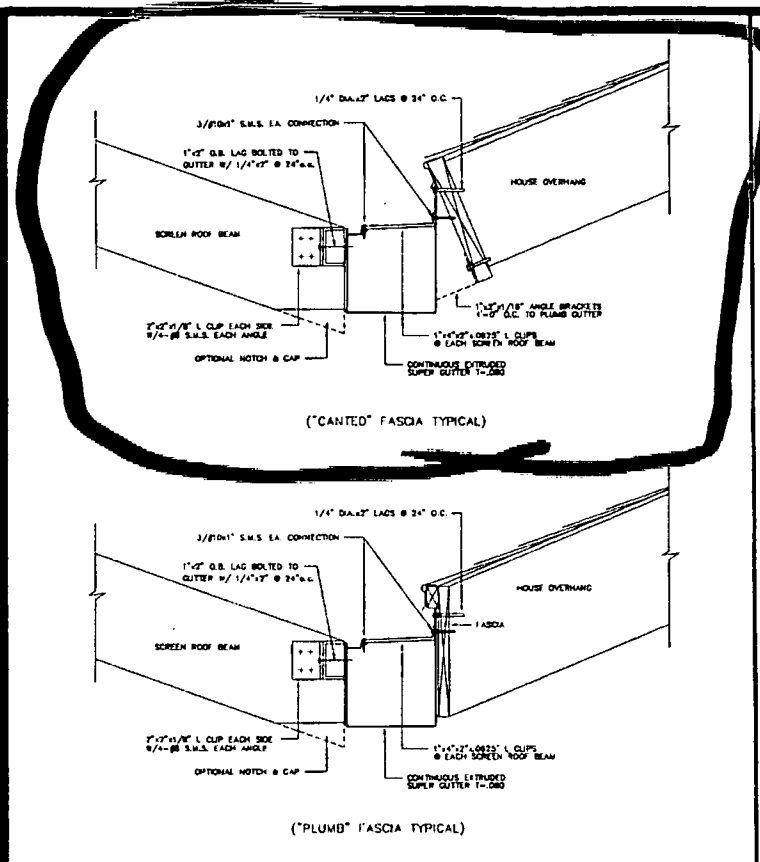 1/4" DIA.x2" LAGS @ 24" O.C.
3/#10x1" S.M.S. EA. CONNECTION
1"x2" O.B. LAG BOLTED TO
GUTTER W/ 1/4"x2" @ 24"o.c.
HOUSE OVERHANG
SCREEN ROOF BEAM
2"x2"x1/8" L CLIP EACH SIDE
W/4-#8 S.M.S. EACH ANGLE
OPTIONAL NOTCH & CAP
1"x2"x1/16" ANGLE BRACKETS
4'-0" O.C. TO PLUMB GUTTER
1"x4"x2"x.0625" L CLIPS
@ EACH SCREEN ROOF BEAM
CONTINUOUS EXTRUDED
SUPER GUTTER T=.080
("CANTED" FASCIA TYPICAL)
1/4" DIA.x2" LAGS @ 24" O.C.
3/#10x1" S.M.S. EA. CONNECTION
1"x2" O.B. LAG BOLTED TO
GUTTER W/ 1/4"x2" @ 24"o.c.
HOUSE OVERHANG
FASCIA
SCREEN ROOF BEAM
2"x2"x1/8" L CLIP EACH SIDE
W/4-#8 S.M.S. EACH ANGLE
OPTIONAL NOTCH & CAP
1"x4"x2"x.0625" L CLIPS
@ EACH SCREEN ROOF BEAM
CONTINUOUS EXTRUDED
SUPER GUTTER T=.080
("PLUMB" FASCIA TYPICAL)